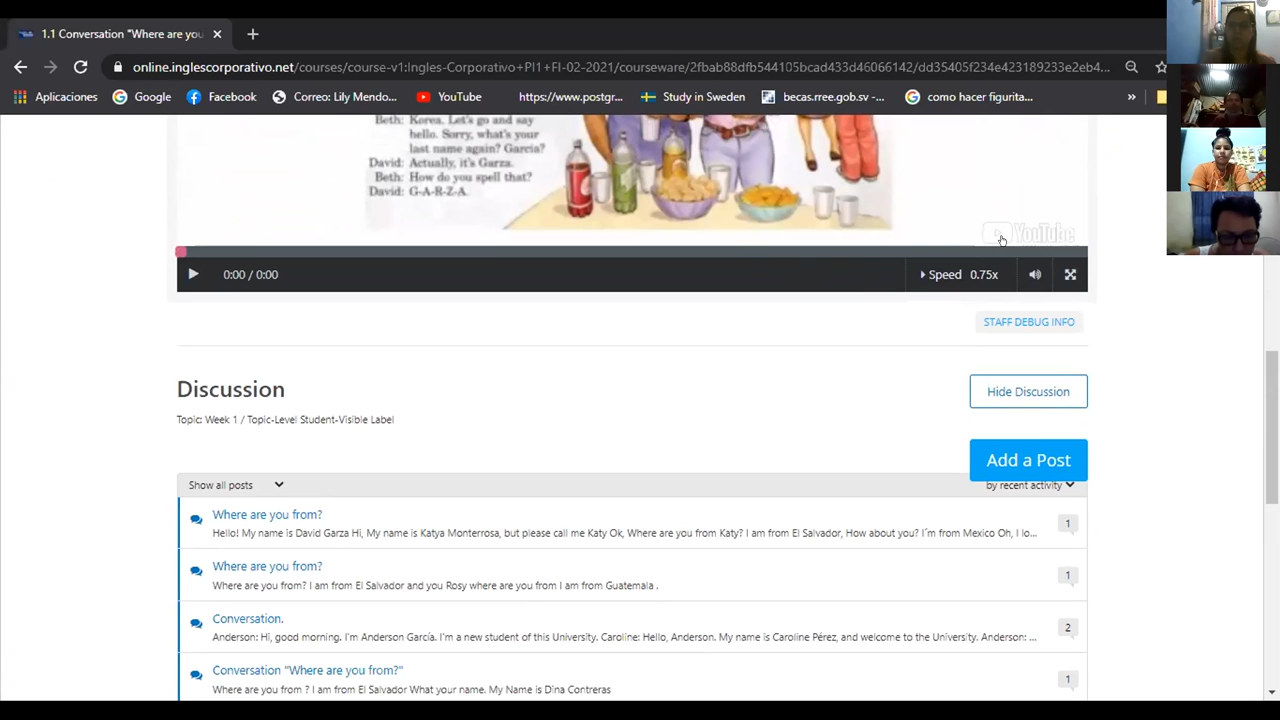 1.1 Conversation "Where are you
online.inglescorporativo.net/courses/course-v1:Ingles-Corporativo+PI1+FI-02-2021/courseware/2fbab88dfb544105bcad433d46066142/dd35405f234e423189233e2eb4...
Aplicaciones Google Facebook Correo: Lily Mendo... YouTube https://www.postgr... Study in Sweden becas.rree.gob.sv -... como hacer figurita... »
Beth: Korea. Let's go and say
hello. Sorry, what's your
last name again? Garcia?
David: Actually, it's Garza.
Beth: How do you spell that?
David: G-A-R-Z-A.
YouTube
0:00 / 0:00 Speed 0.75x
STAFF DEBUG INFO
Discussion
Hide Discussion
Topic: Week 1 / Topic-Level Student-Visible Label
Add a Post
Show all posts by recent activity
Where are you from?
Hello! My name is David Garza Hi, My name is Katya Monterrosa, but please call me Katy Ok, Where are you from Katy? I am from El Salvador, How about you? I´m from Mexico Oh, I lo... 1
Where are you from?
Where are you from? I am from El Salvador and you Rosy where are you from I am from Guatemala . 1
Conversation.
Anderson: Hi, good morning. I'm Anderson García. I'm a new student of this University. Caroline: Hello, Anderson. My name is Caroline Pérez, and welcome to the University. Anderson: ... 2
Conversation "Where are you from?"
Where are you from ? I am from El Salvador What your name. My Name is Dina Contreras 1